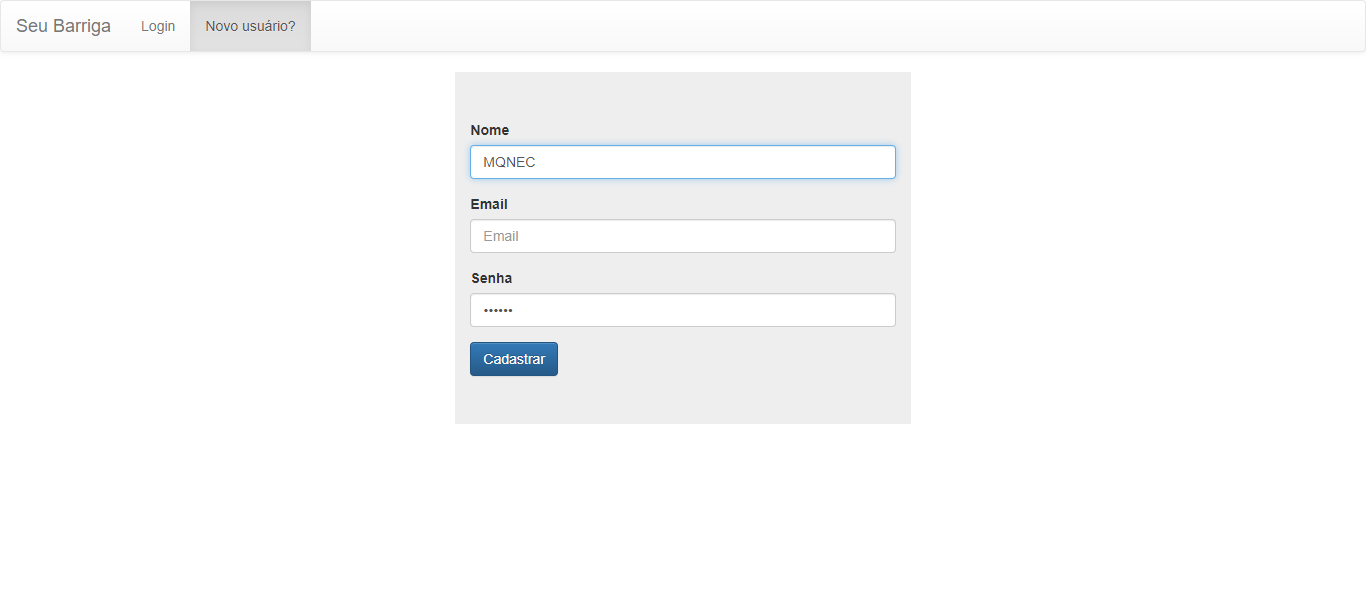 Seu Barriga Login Novo usuário?
Nome
MQNEC
Email
Email
Senha
••••••
Cadastrar